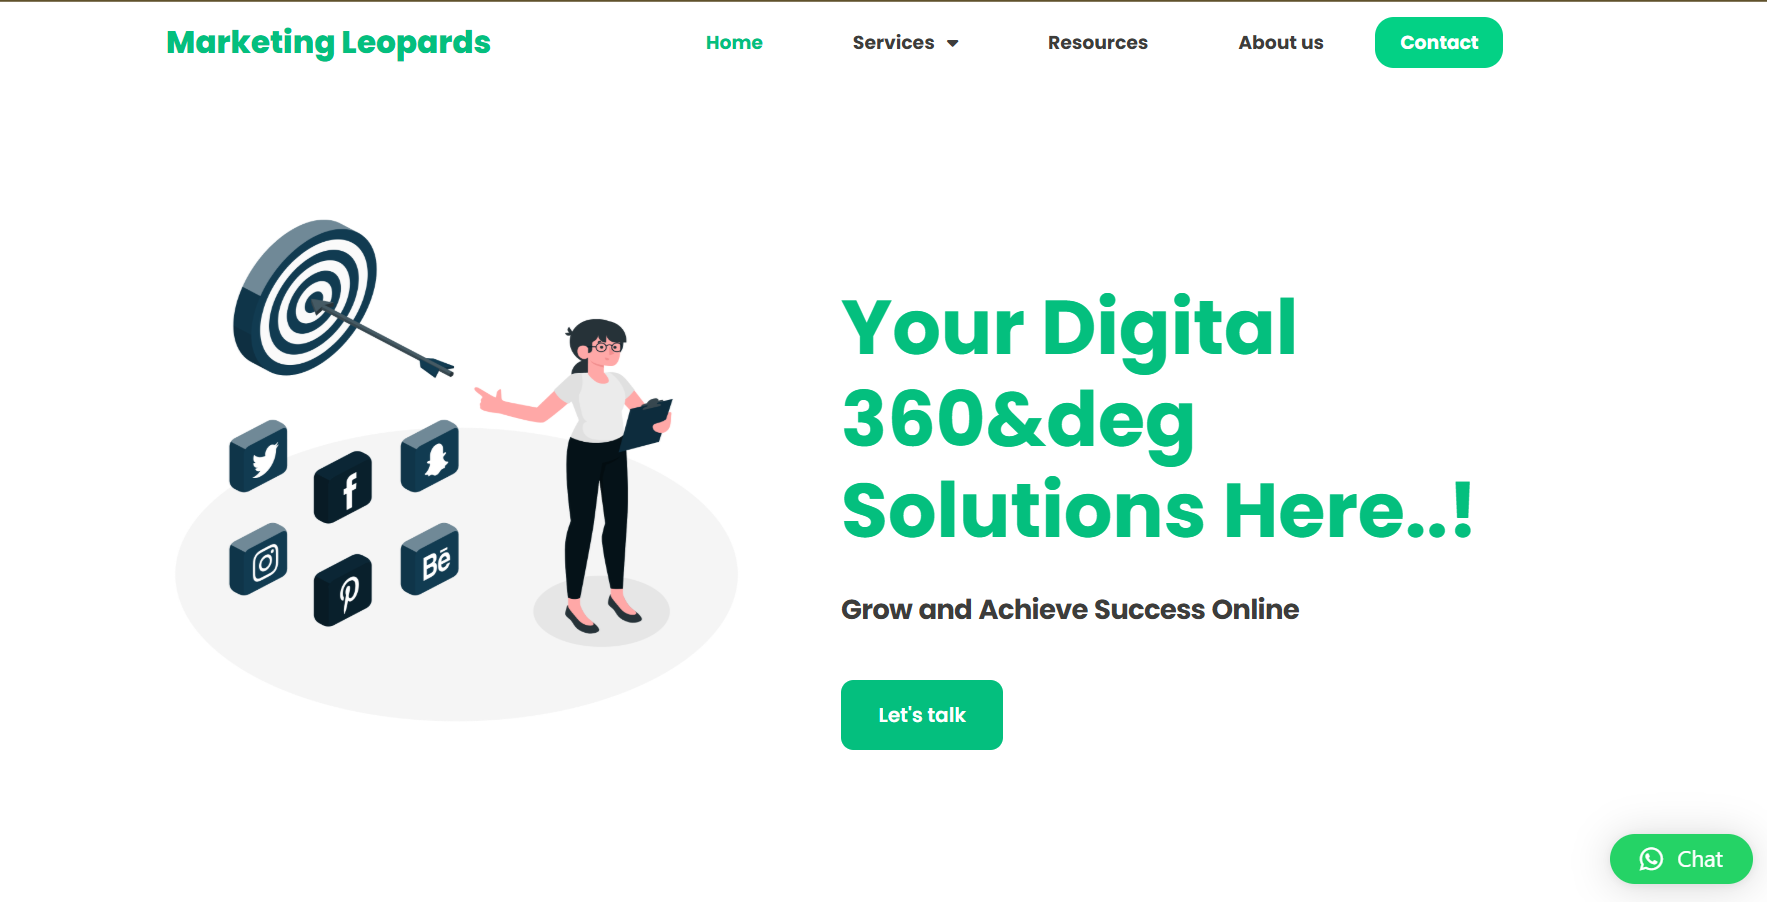 Marketing Leopards
Home
Services
Resources
About us
Contact
Your Digital
360&deg
Solutions Here..!
Grow and Achieve Success Online
Let's talk
f
Bē
Chat